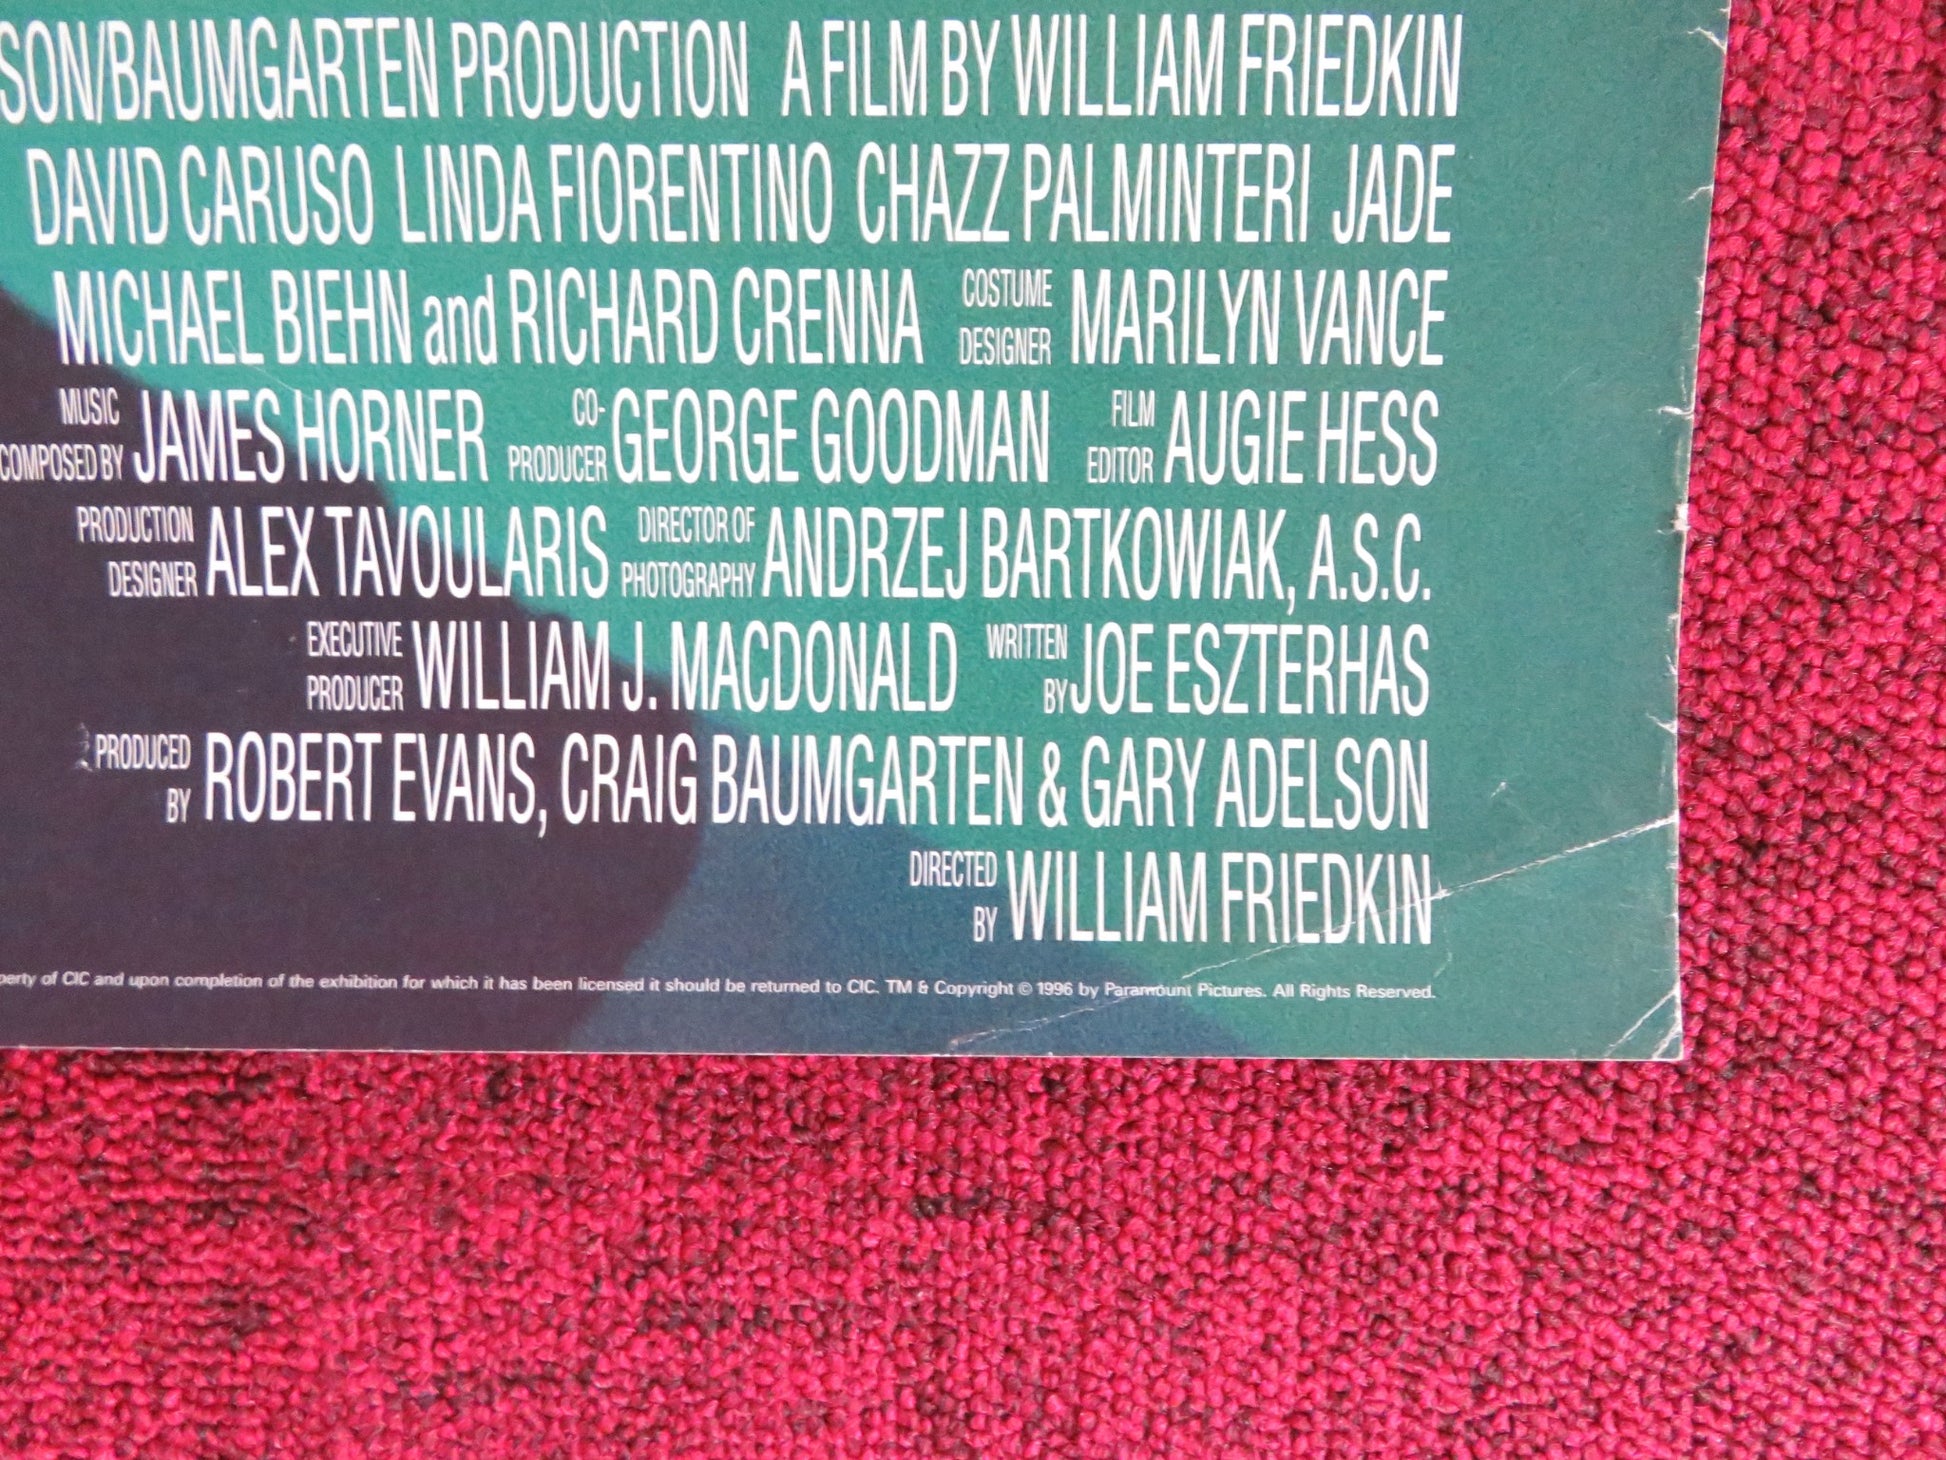 SON/BAUMGARTEN PRODUCTION A FILM BY WILLIAM FRIEDKIN
DAVID CARUSO LINDA FIORENTINO CHAZZ PALMINTERI JADE
MICHAEL BIEHN and RICHARD CRENNA COSTUME DESIGNER MARILYN VANCE
MUSIC COMPOSED BY JAMES HORNER CO-PRODUCER GEORGE GOODMAN FILM EDITOR AUGIE HESS
PRODUCTION DESIGNER ALEX TAVOULARIS DIRECTOR OF PHOTOGRAPHY ANDRZEJ BARTKOWIAK, A.S.C.
EXECUTIVE PRODUCER WILLIAM J. MACDONALD WRITTEN BY JOE ESZTERHAS
PRODUCED BY ROBERT EVANS, CRAIG BAUMGARTEN & GARY ADELSON
DIRECTED BY WILLIAM FRIEDKIN
perty of CIC and upon completion of the exhibition for which it has been licensed it should be returned to CIC. TM & Copyright © 1996 by Paramount Pictures. All Rights Reserved.